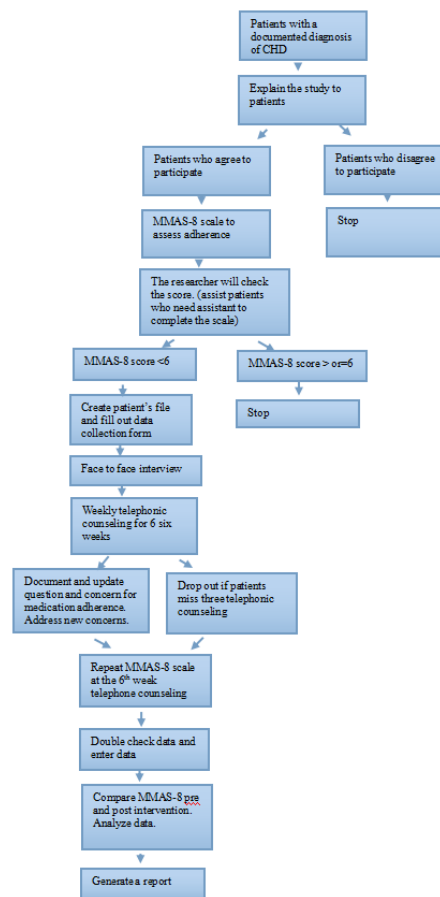 Patients with a
documented diagnosis
of CHD
Explain the study to
patients
Patients who agree to
participate
Patients who disagree
to participate
MMAS-8 scale to
assess adherence
Stop
The researcher will check
the score. (assist patients
who need assistant to
complete the scale)
MMAS-8 score <6
MMAS-8 score > or=6
Create patient's file
and fill out data
collection form
Stop
Face to face interview
Weekly telephonic
counseling for 6 six
weeks
Document and update
question and concern for
medication adherence.
Address new concerns.
Drop out if patients
miss three telephonic
counseling
Repeat MMAS-8 scale
at the 6th week
telephone counseling
Double check data and
enter data
Compare MMAS-8 pre
and post intervention.
Analyze data.
Generate a report